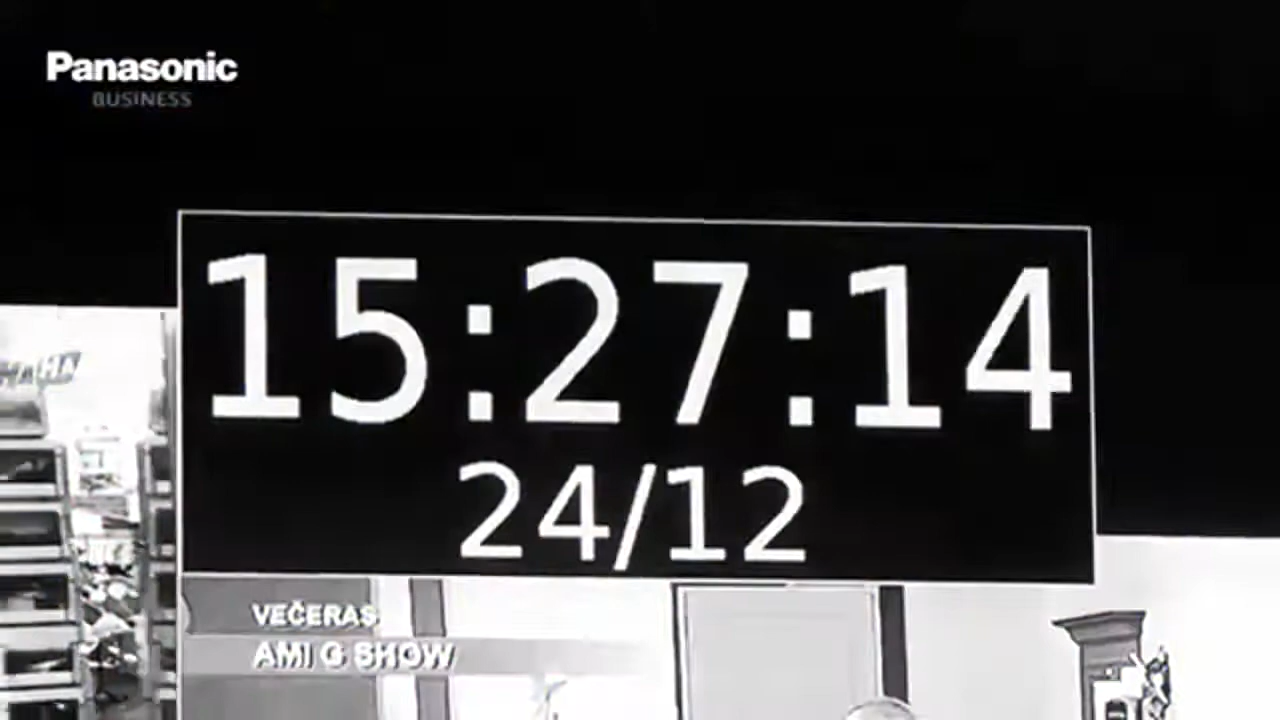 Panasonic
BUSINESS
15:27:14
24/12
VEČERAS
AMI G SHOW